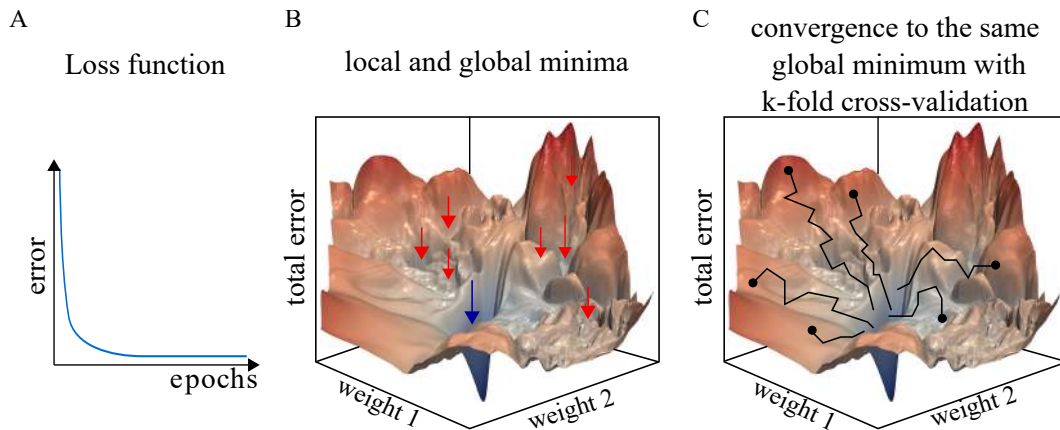 A
Loss function
error
epochs
B
local and global minima
total error
weight 1
weight 2
C
convergence to the same
global minimum with
k-fold cross-validation
total error
weight 1
weight 2